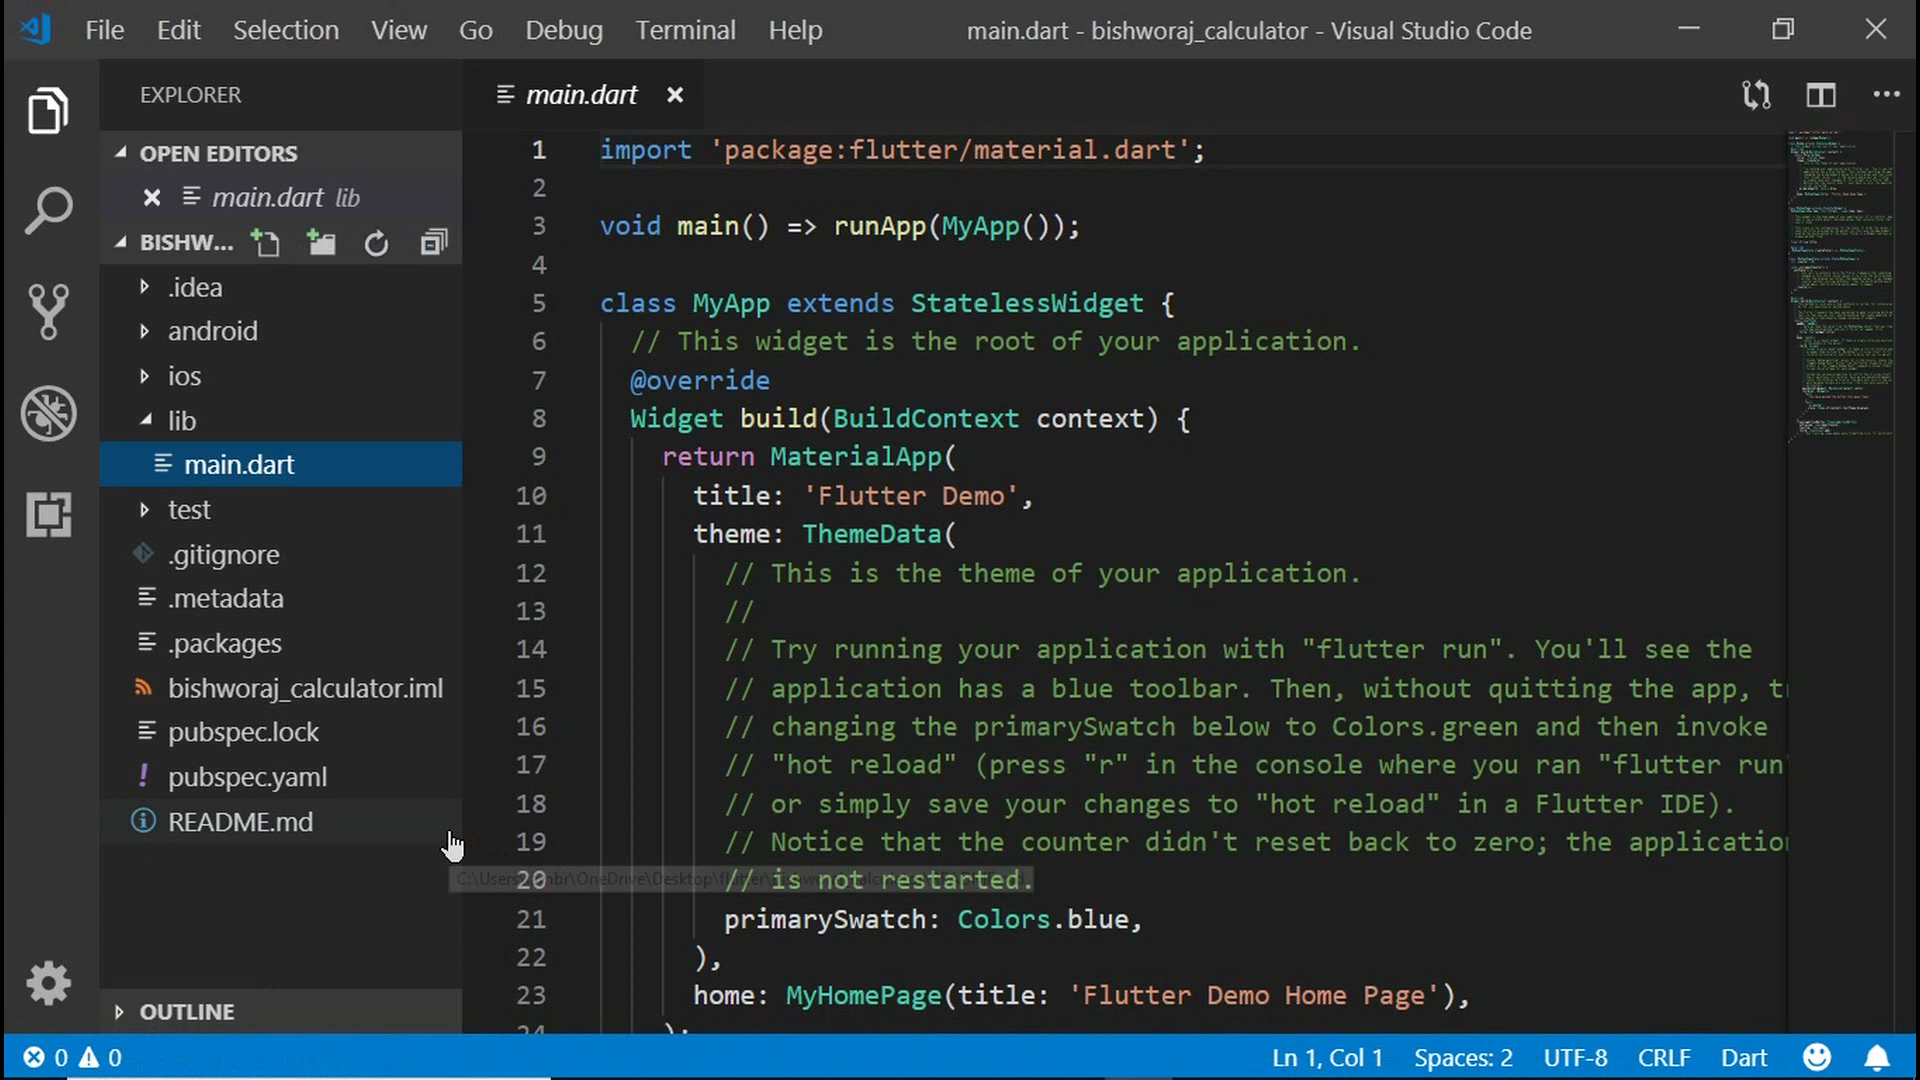 File Edit Selection View Go Debug Terminal Help
main.dart - bishworaj_calculator - Visual Studio Code
EXPLORER
OPEN EDITORS
main.dart lib
BISHW...
.idea
android
ios
lib
main.dart
test
.gitignore
.metadata
.packages
bishworaj_calculator.iml
pubspec.lock
pubspec.yaml
README.md
OUTLINE
main.dart
1 import 'package:flutter/material.dart';
2
3 void main() => runApp(MyApp());
4
5 class MyApp extends StatelessWidget {
6 // This widget is the root of your application.
7 @override
8 Widget build(BuildContext context) {
9 return MaterialApp(
10 title: 'Flutter Demo',
11 theme: ThemeData(
12 // This is the theme of your application.
13 //
14 // Try running your application with "flutter run". You'll see the
15 // application has a blue toolbar. Then, without quitting the app, t
16 // changing the primarySwatch below to Colors.green and then invoke
17 // "hot reload" (press "r" in the console where you ran "flutter run
18 // or simply save your changes to "hot reload" in a Flutter IDE).
19 // Notice that the counter didn't reset back to zero; the application
20 // is not restarted.
21 primarySwatch: Colors.blue,
22 ),
23 home: MyHomePage(title: 'Flutter Demo Home Page'),
24 );
0 0
Ln 1, Col 1 Spaces: 2 UTF-8 CRLF Dart